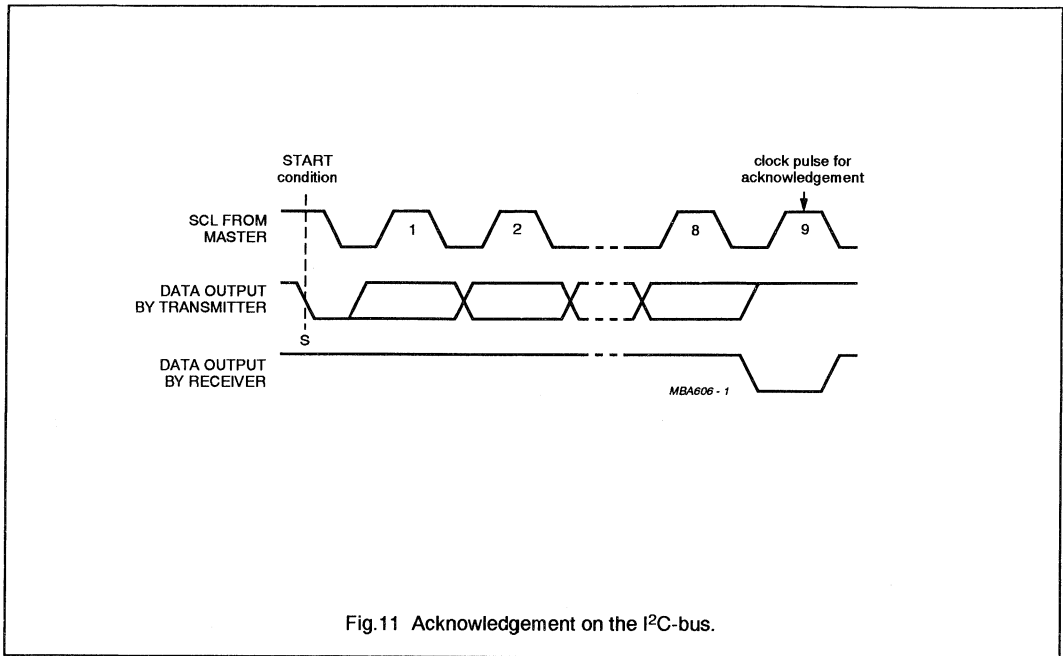 START
condition
clock pulse for
acknowledgement
SCL FROM
MASTER
1
2
8
9
DATA OUTPUT
BY TRANSMITTER
S
DATA OUTPUT
BY RECEIVER
MBA606 - 1
Fig.11 Acknowledgement on the I²C-bus.